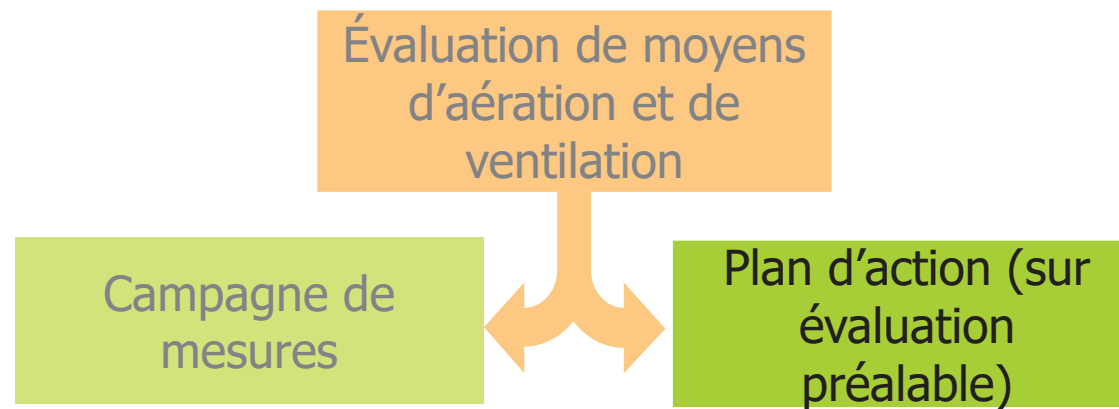 Évaluation de moyens
d’aération et de
ventilation
Campagne de
mesures
Plan d’action (sur
évaluation
préalable)